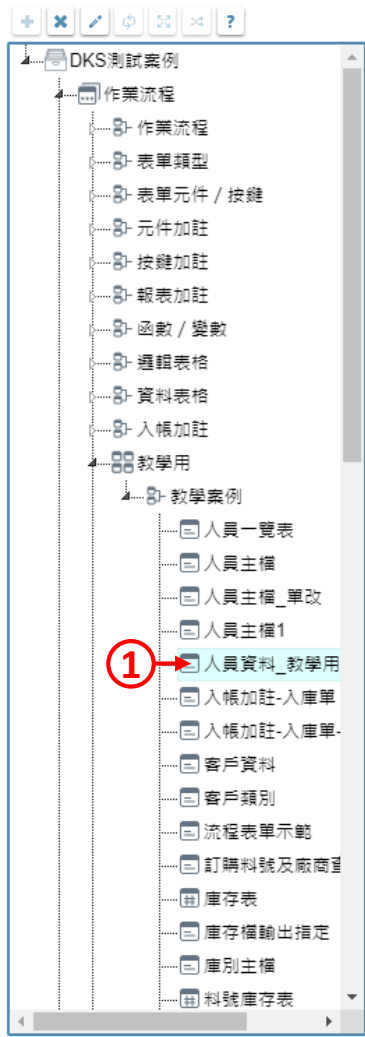 ?
DKS測試案例
作業流程
作業流程
表單類型
表單元件 / 按鍵
元件加註
按鍵加註
報表加註
函數 / 變數
邏輯表格
資料表格
入帳加註
教學用
教學案例
人員一覽表
人員主檔
人員主檔_單改
人員主檔1
1
人員資料_教學用
入帳加註-入庫單
入帳加註-入庫單-
客戶資料
客戶類別
流程表單示範
訂購料號及廠商
庫存表
庫存檔輸出指定
庫別主檔
料號庫存表